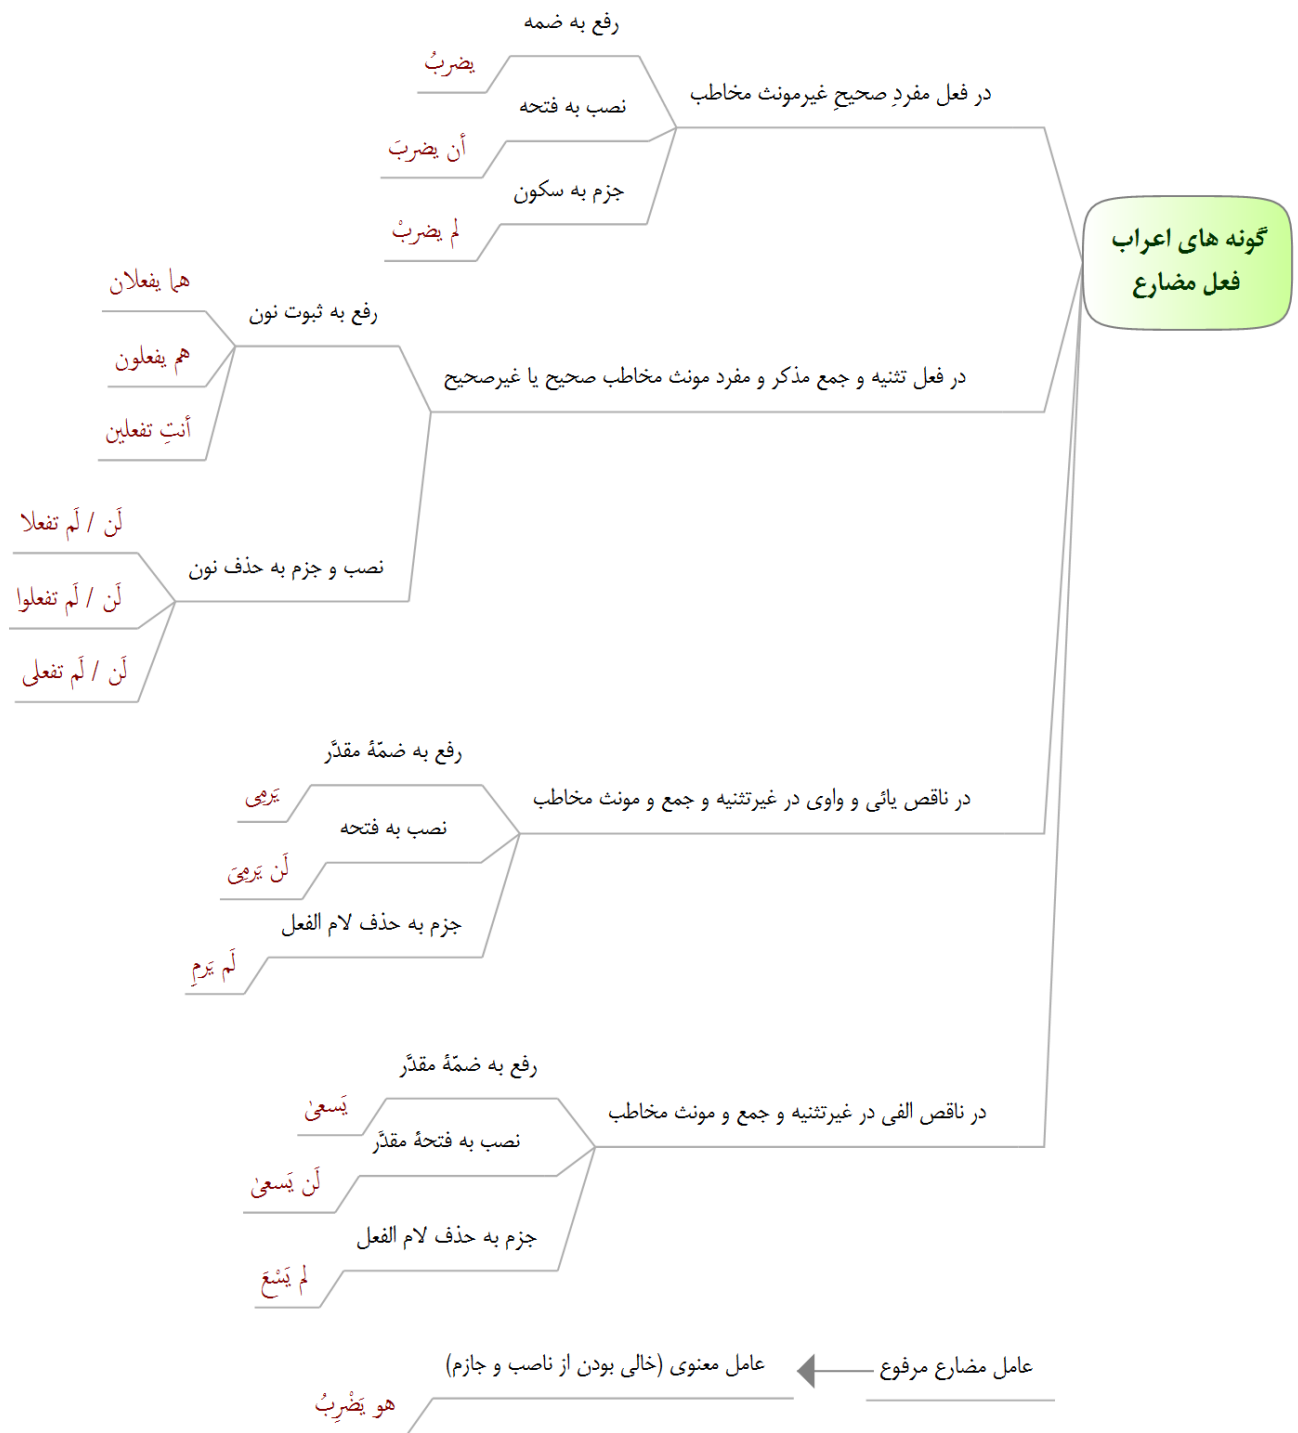 گونه های اعراب
فعل مضارع
در فعل مفردِ صحیحِ غیرمونث مخاطب
رفع به ضمه
یضربُ
نصب به فتحه
أن یضربَ
جزم به سکون
لم یضربْ
در فعل تثنیه و جمع مذکر و مفرد مونث مخاطب صحیح یا غیرصحیح
رفع به ثبوت نون
هما یفعلان
هم یفعلون
أنتِ تفعلین
نصب و جزم به حذف نون
لَن / لَم تفعلا
لَن / لَم تفعلوا
لَن / لَم تفعلی
در ناقص یائی و واوی در غیرتثنیه و جمع و مونث مخاطب
رفع به ضمّهٔ مقدَّر
یَرمِی
نصب به فتحه
لَن یَرمِیَ
جزم به حذف لام الفعل
لَم یَرمِ
در ناقص الفی در غیرتثنیه و جمع و مونث مخاطب
رفع به ضمّهٔ مقدَّر
یَسعیٰ
نصب به فتحهٔ مقدَّر
لَن یَسعیٰ
جزم به حذف لام الفعل
لم یَسْعَ
عامل مضارع مرفوع
عامل معنوی (خالی بودن از ناصب و جازم)
هو یَضْرِبُ